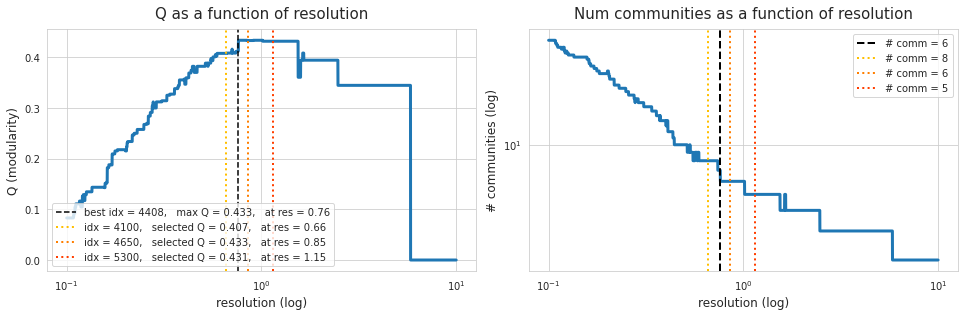 Q as a function of resolution
Q (modularity)
0.4
0.3
0.2
0.1
0.0
best idx = 4408, max Q = 0.433, at res = 0.76
idx = 4100, selected Q = 0.407, at res = 0.66
idx = 4650, selected Q = 0.433, at res = 0.85
idx = 5300, selected Q = 0.431, at res = 1.15
10⁻¹ 10⁰ 10¹
resolution (log)
Num communities as a function of resolution
# communities (log)
10¹
# comm = 6
# comm = 8
# comm = 6
# comm = 5
10⁻¹ 10⁰ 10¹
resolution (log)